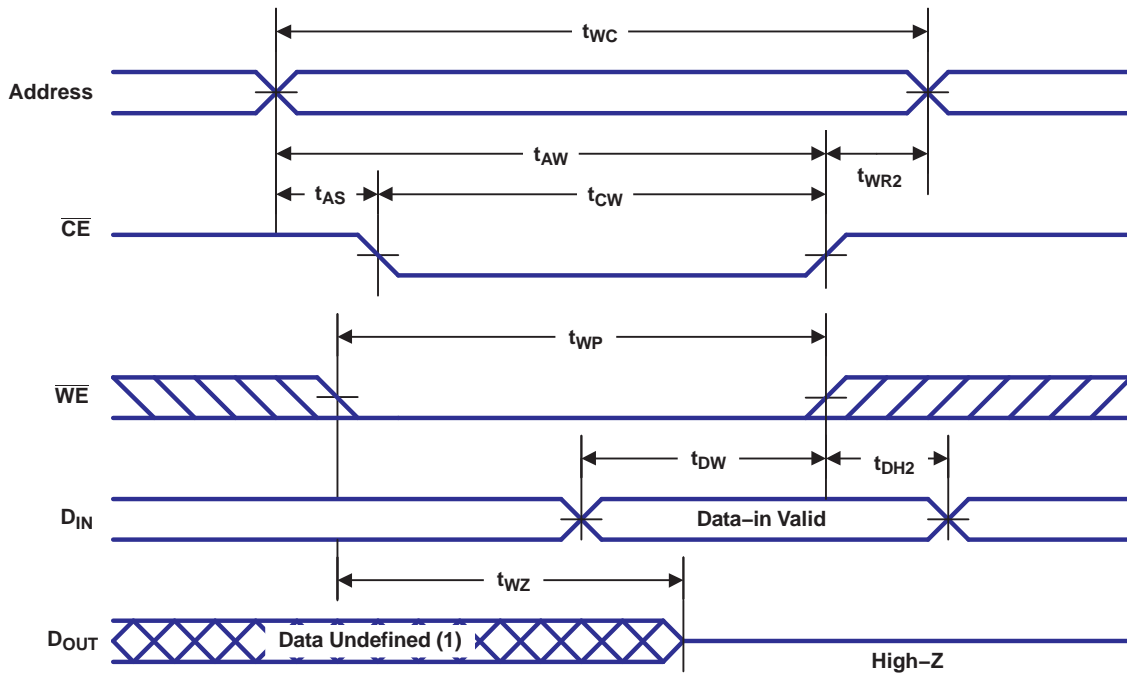 tWC
Address
tAW
tWR2
tAS
tCW
CE
tWP
WE
tDW
tDH2
DIN
Data−in Valid
tWZ
DOUT
Data Undefined (1)
High−Z